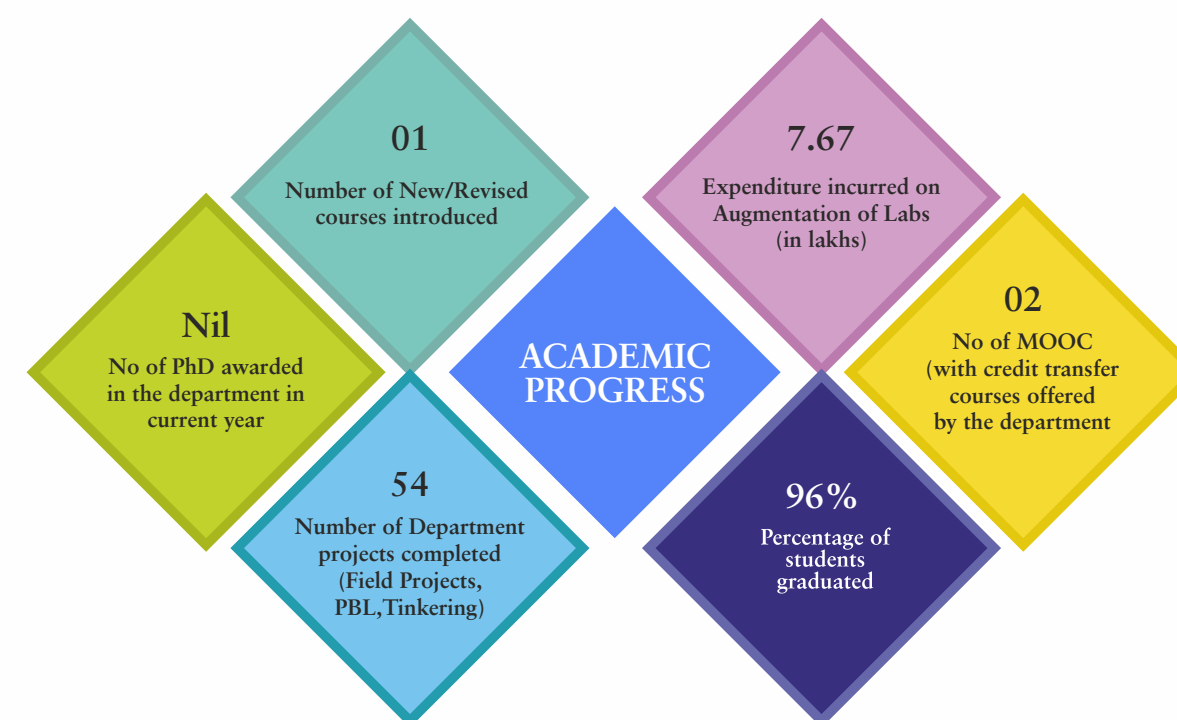 01
Number of New/Revised
courses introduced
7.67
Expenditure incurred on
Augmentation of Labs
(in lakhs)
Nil
No of PhD awarded
in the department in
current year
ACADEMIC
PROGRESS
02
No of MOOC
(with credit transfer
courses offered
by the department
54
Number of Department
projects completed
(Field Projects,
PBL,Tinkering)
96%
Percentage of
students
graduated